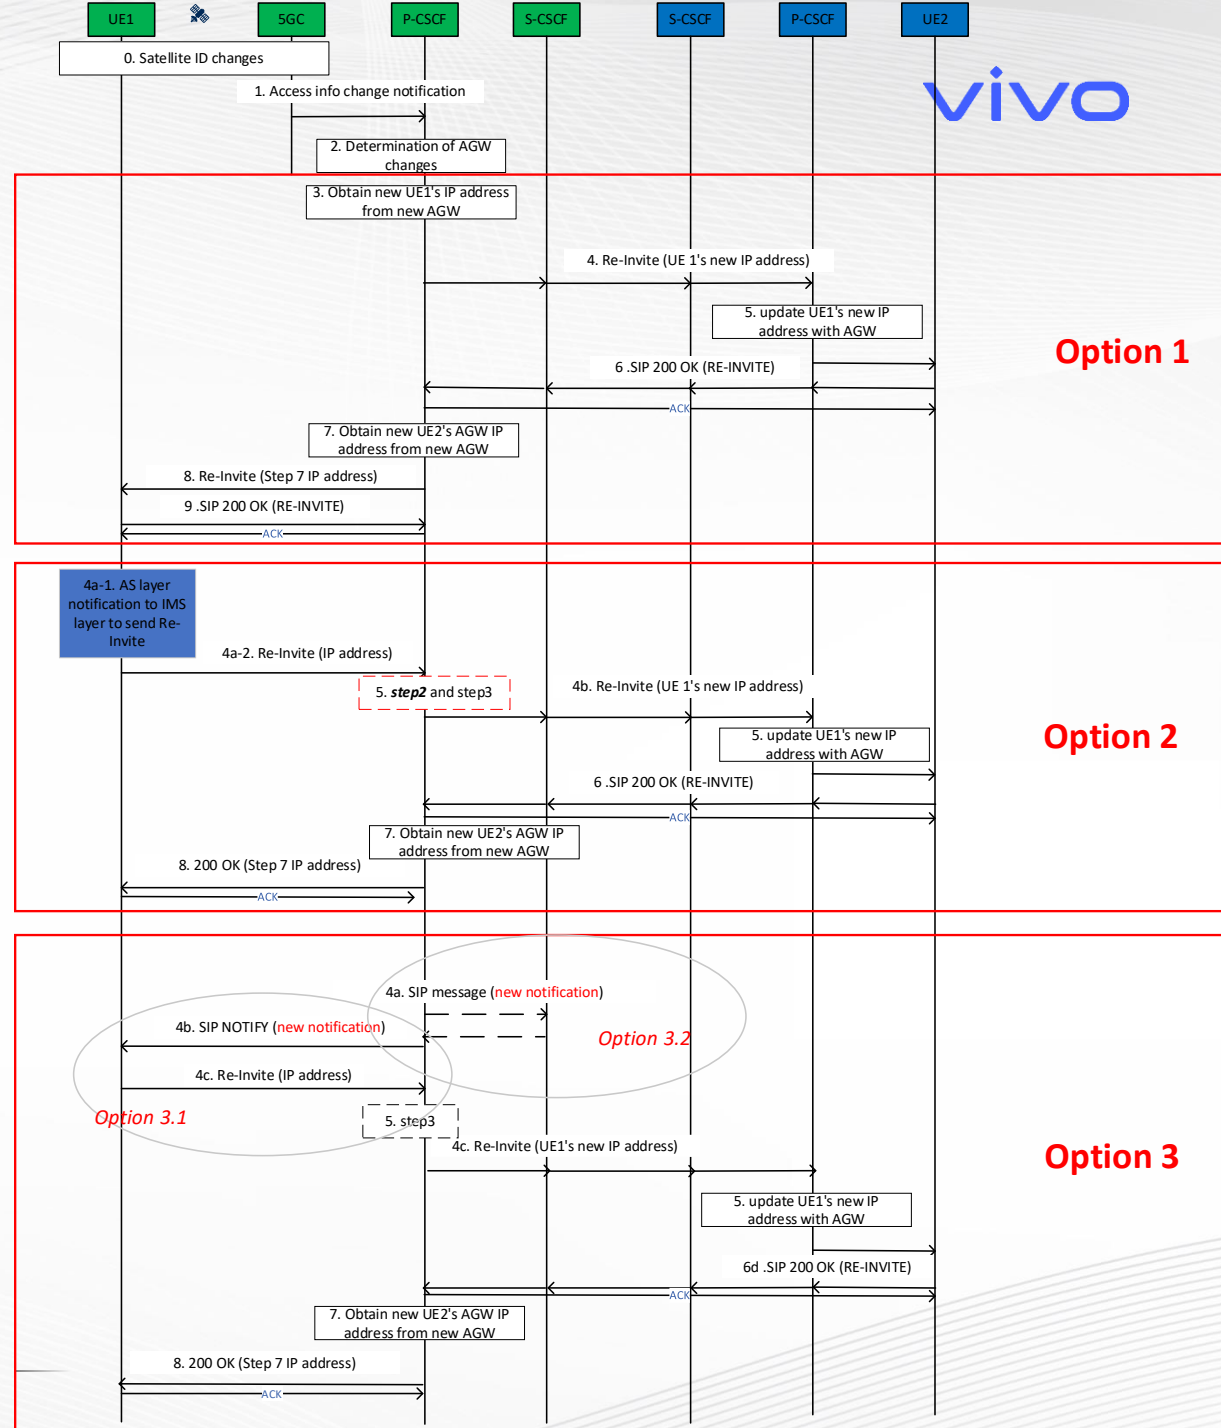 UE1
5GC
P-CSCF
S-CSCF
S-CSCF
P-CSCF
UE2
0. Satellite ID changes
vivo
1. Access info change notification
2. Determination of AGW
changes
3. Obtain new UE1's IP address
from new AGW
4. Re-Invite (UE 1's new IP address)
5. update UE1's new IP
address with AGW
Option 1
6 .SIP 200 OK (RE-INVITE)
ACK
7. Obtain new UE2's AGW IP
address from new AGW
8. Re-Invite (Step 7 IP address)
9 .SIP 200 OK (RE-INVITE)
ACK
4a-1. AS layer
notification to IMS
layer to send Re-
Invite
4a-2. Re-Invite (IP address)
5. step2 and step3
4b. Re-Invite (UE 1's new IP address)
5. update UE1's new IP
address with AGW
Option 2
6 .SIP 200 OK (RE-INVITE)
ACK
7. Obtain new UE2's AGW IP
address from new AGW
8. 200 OK (Step 7 IP address)
ACK
4a. SIP message (new notification)
4b. SIP NOTIFY (new notification)
Option 3.2
4c. Re-Invite (IP address)
Option 3.1
5. step3
4c. Re-Invite (UE1's new IP address)
Option 3
5. update UE1's new IP
address with AGW
6d .SIP 200 OK (RE-INVITE)
ACK
7. Obtain new UE2's AGW IP
address from new AGW
8. 200 OK (Step 7 IP address)
ACK